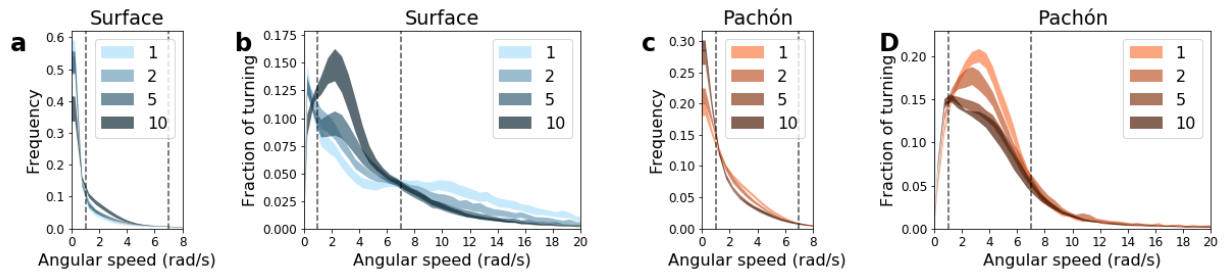 a
Surface
Frequency
0.6
0.5
0.4
0.3
0.2
0.1
0.0
1
2
5
10
0 2 4 6 8
Angular speed (rad/s)
b
Surface
Fraction of turning
0.175
0.150
0.125
0.100
0.075
0.050
0.025
0.000
1
2
5
10
0 2 4 6 8 10 12 14 16 18 20
Angular speed (rad/s)
c
Pachón
Frequency
0.30
0.25
0.20
0.15
0.10
0.05
0.00
1
2
5
10
0 2 4 6 8
Angular speed (rad/s)
D
Pachón
Fraction of turning
0.20
0.15
0.10
0.05
0.00
1
2
5
10
0 2 4 6 8 10 12 14 16 18 20
Angular speed (rad/s)